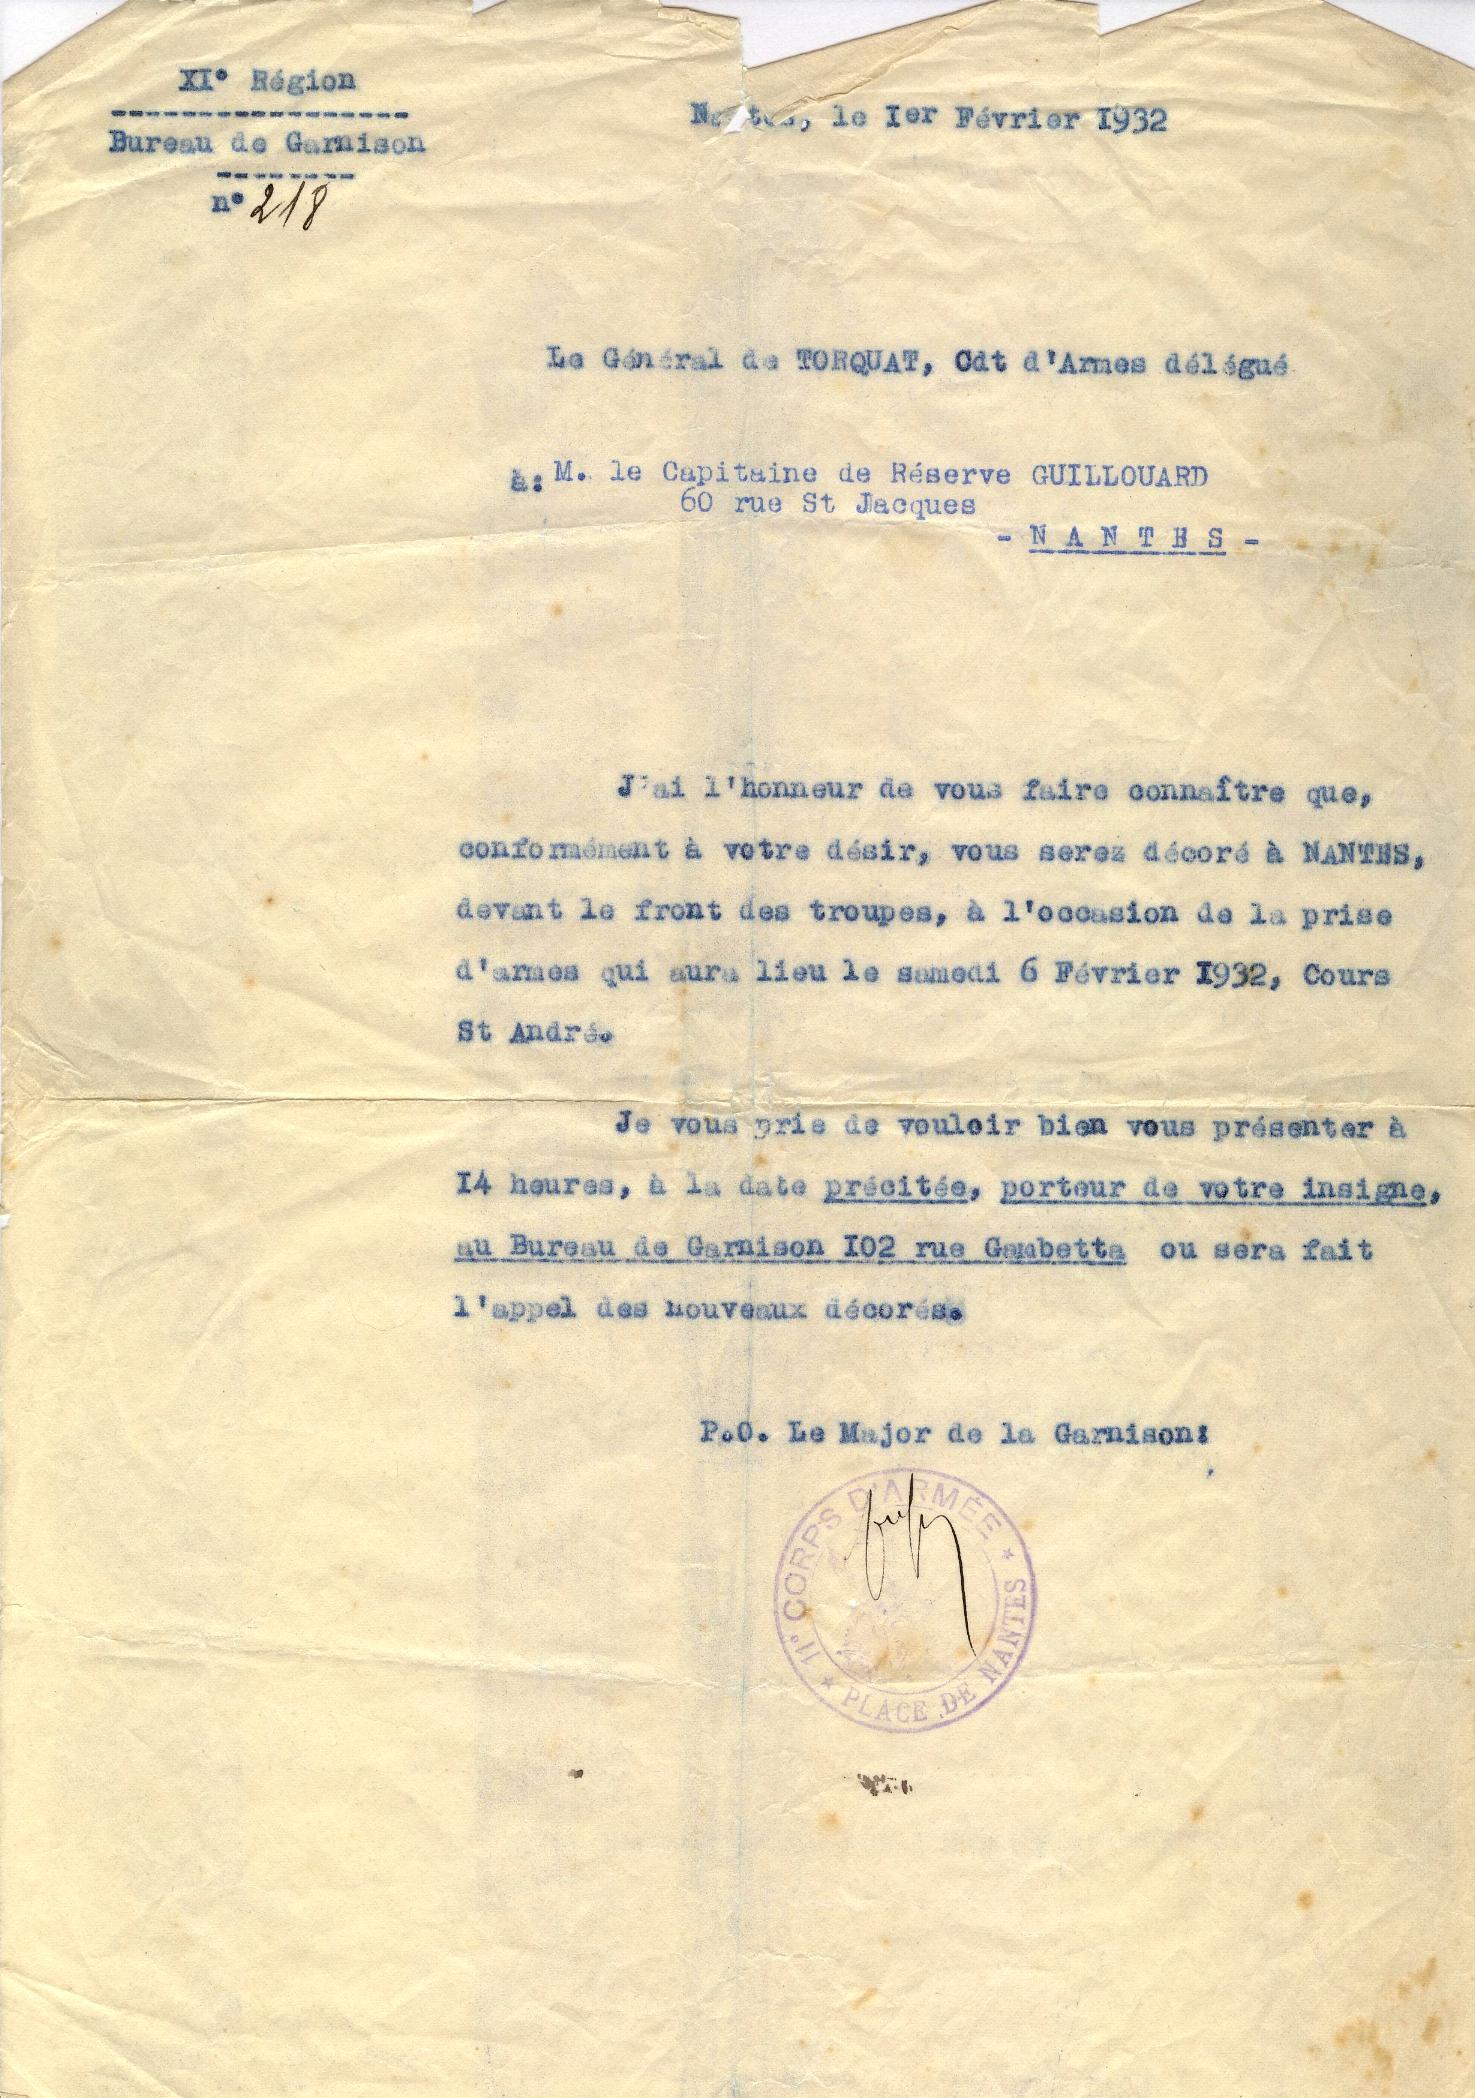 XI° Région
Bureau de Garnison
n° 218
Nantes, le Ier Février 1932
Le Général de TORQUAT, Cdt d'Armes délégué
à: M. le Capitaine de Réserve GUILLOUARD
60 rue St Jacques
- N A N T E S -
J'ai l'honneur de vous faire connaître que,
conformément à votre désir, vous serez décoré à NANTES,
devant le front des troupes, à l'occasion de la prise
d'armes qui aura lieu le samedi 6 Février 1932, Cours
St André.
Je vous prie de vouloir bien vous présenter à
I4 heures, à la date précitée, porteur de votre insigne,
au Bureau de Garnison I02 rue Gambetta ou sera fait
l'appel des nouveaux décorés.
P.O. Le Major de la Garnison:
11° CORPS D'ARMÉE
* PLACE DE NANTES *